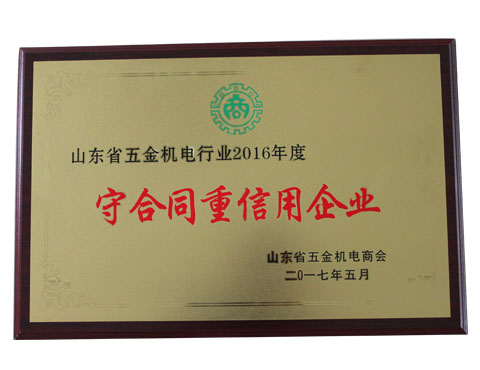 商
山东省五金机电行业2016年度
守合同重信用企业
山东省五金机电商会
二0一七年五月